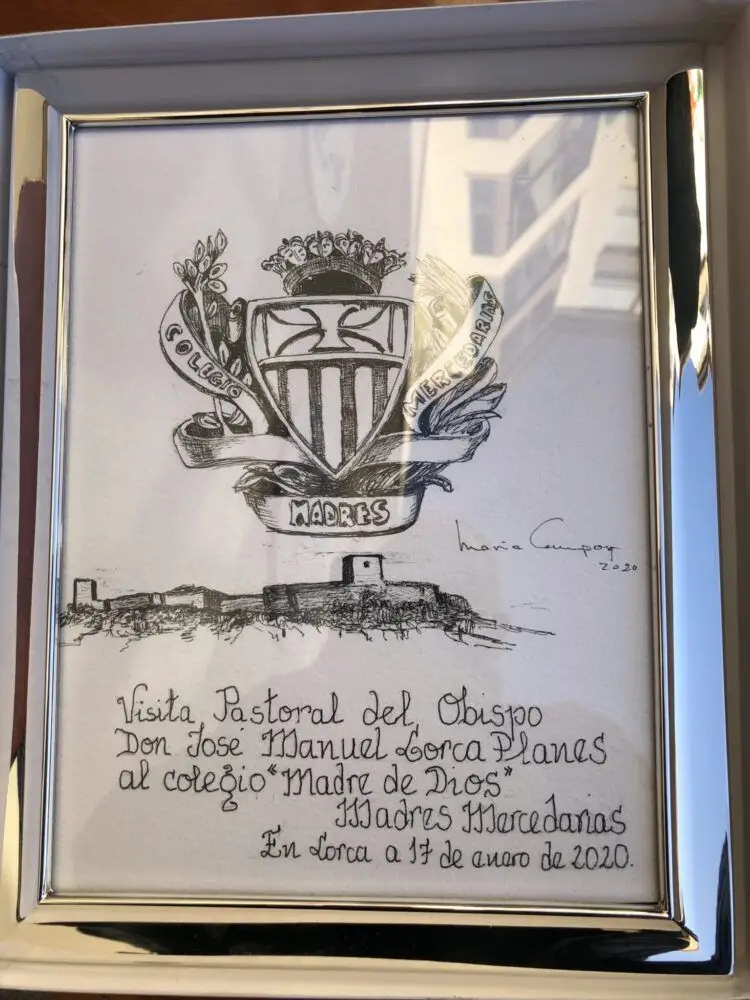 COLEGIO
MERCEDARIAS
MADRES
Maria Campoy
2020
Visita Pastoral del Obispo
Don José Manuel Lorca Planes
al colegio "Madre de Dios"
Madres Mercedarias
En Lorca a 17 de enero de 2020.